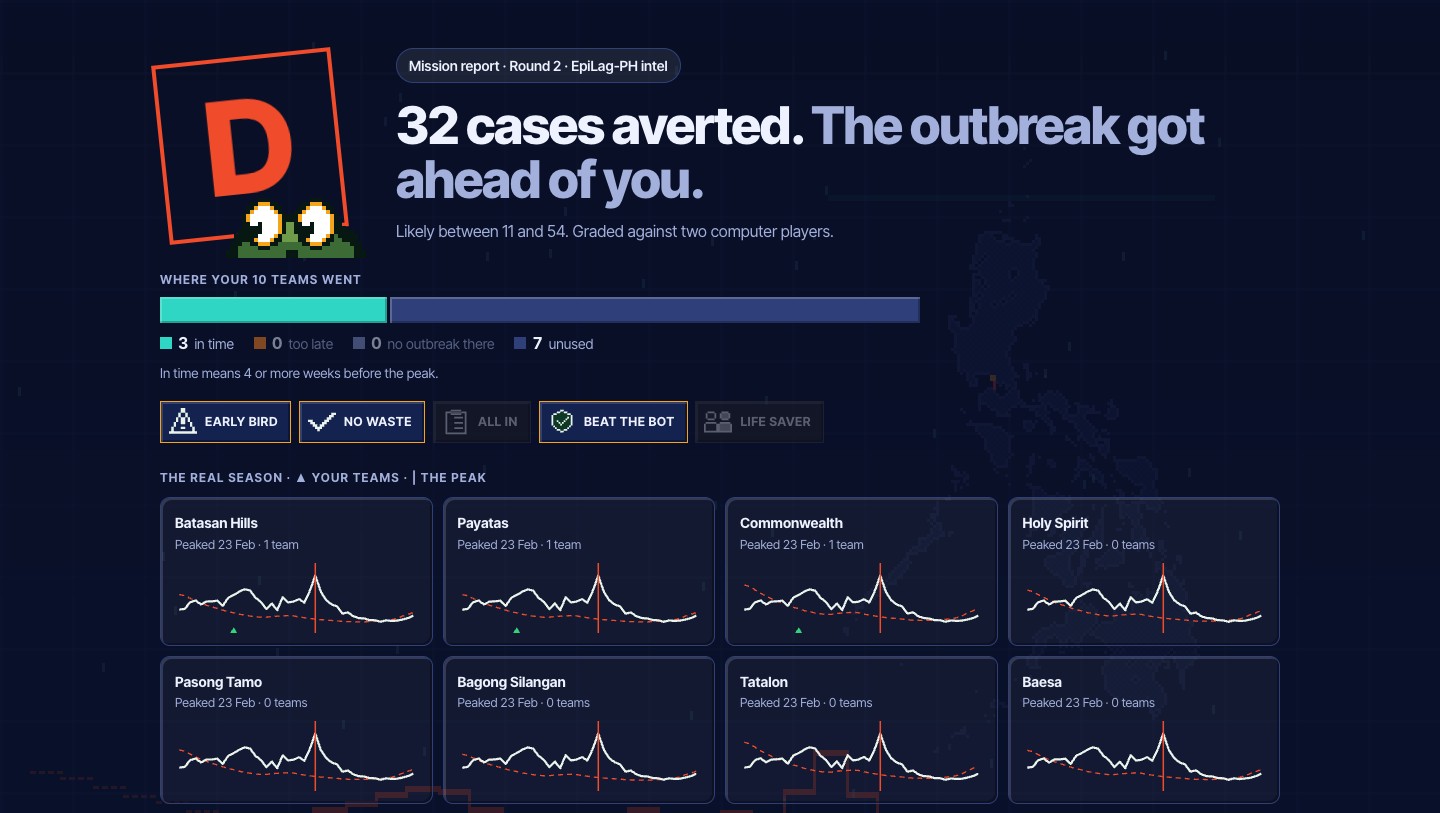 D
Mission report · Round 2 · EpiLag-PH intel
32 cases averted. The outbreak got
ahead of you.
Likely between 11 and 54. Graded against two computer players.
WHERE YOUR 10 TEAMS WENT
3 in time 0 too late 0 no outbreak there 7 unused
In time means 4 or more weeks before the peak.
EARLY BIRD NO WASTE ALL IN BEAT THE BOT LIFE SAVER
THE REAL SEASON · ▲ YOUR TEAMS · | THE PEAK
Batasan Hills Payatas Commonwealth Holy Spirit
Peaked 23 Feb · 1 team Peaked 23 Feb · 1 team Peaked 23 Feb · 1 team Peaked 23 Feb · 0 teams
Pasong Tamo Bagong Silangan Tatalon Baesa
Peaked 23 Feb · 0 teams Peaked 23 Feb · 0 teams Peaked 23 Feb · 0 teams Peaked 23 Feb · 0 teams